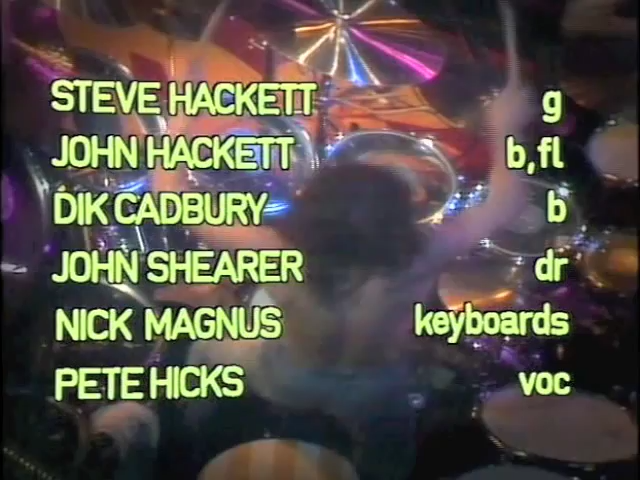 STEVE HACKETT g
JOHN HACKETT b,fl
DIK CADBURY b
JOHN SHEARER dr
NICK MAGNUS keyboards
PETE HICKS voc